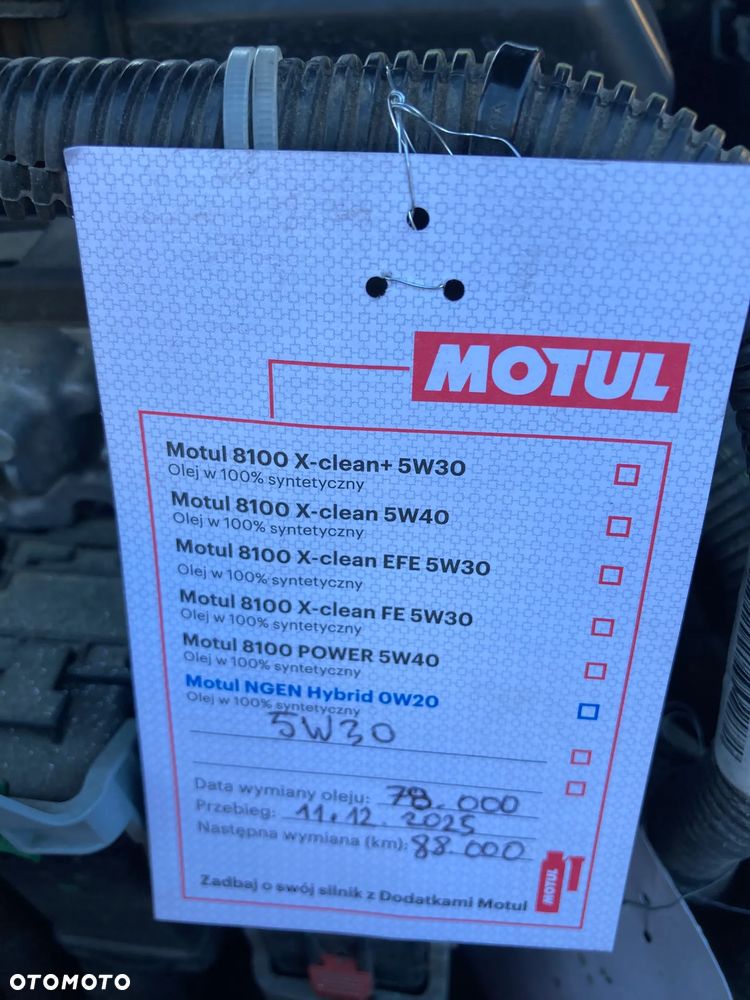 MOTUL
Motul 8100 X-clean+ 5W30
Olej w 100% syntetyczny
Motul 8100 X-clean 5W40
Olej w 100% syntetyczny
Motul 8100 X-clean EFE 5W30
Olej w 100% syntetyczny
Motul 8100 X-clean FE 5W30
Olej w 100% syntetyczny
Motul 8100 POWER 5W40
Olej w 100% syntetyczny
Motul NGEN Hybrid 0W20
Olej w 100% syntetyczny
5W30
Data wymiany oleju: 78.000
Przebieg: 11.12.2025
Następna wymiana (km): 88.000
Zadbaj o swój silnik z Dodatkami Motul
MOTUL
OTOMOTO